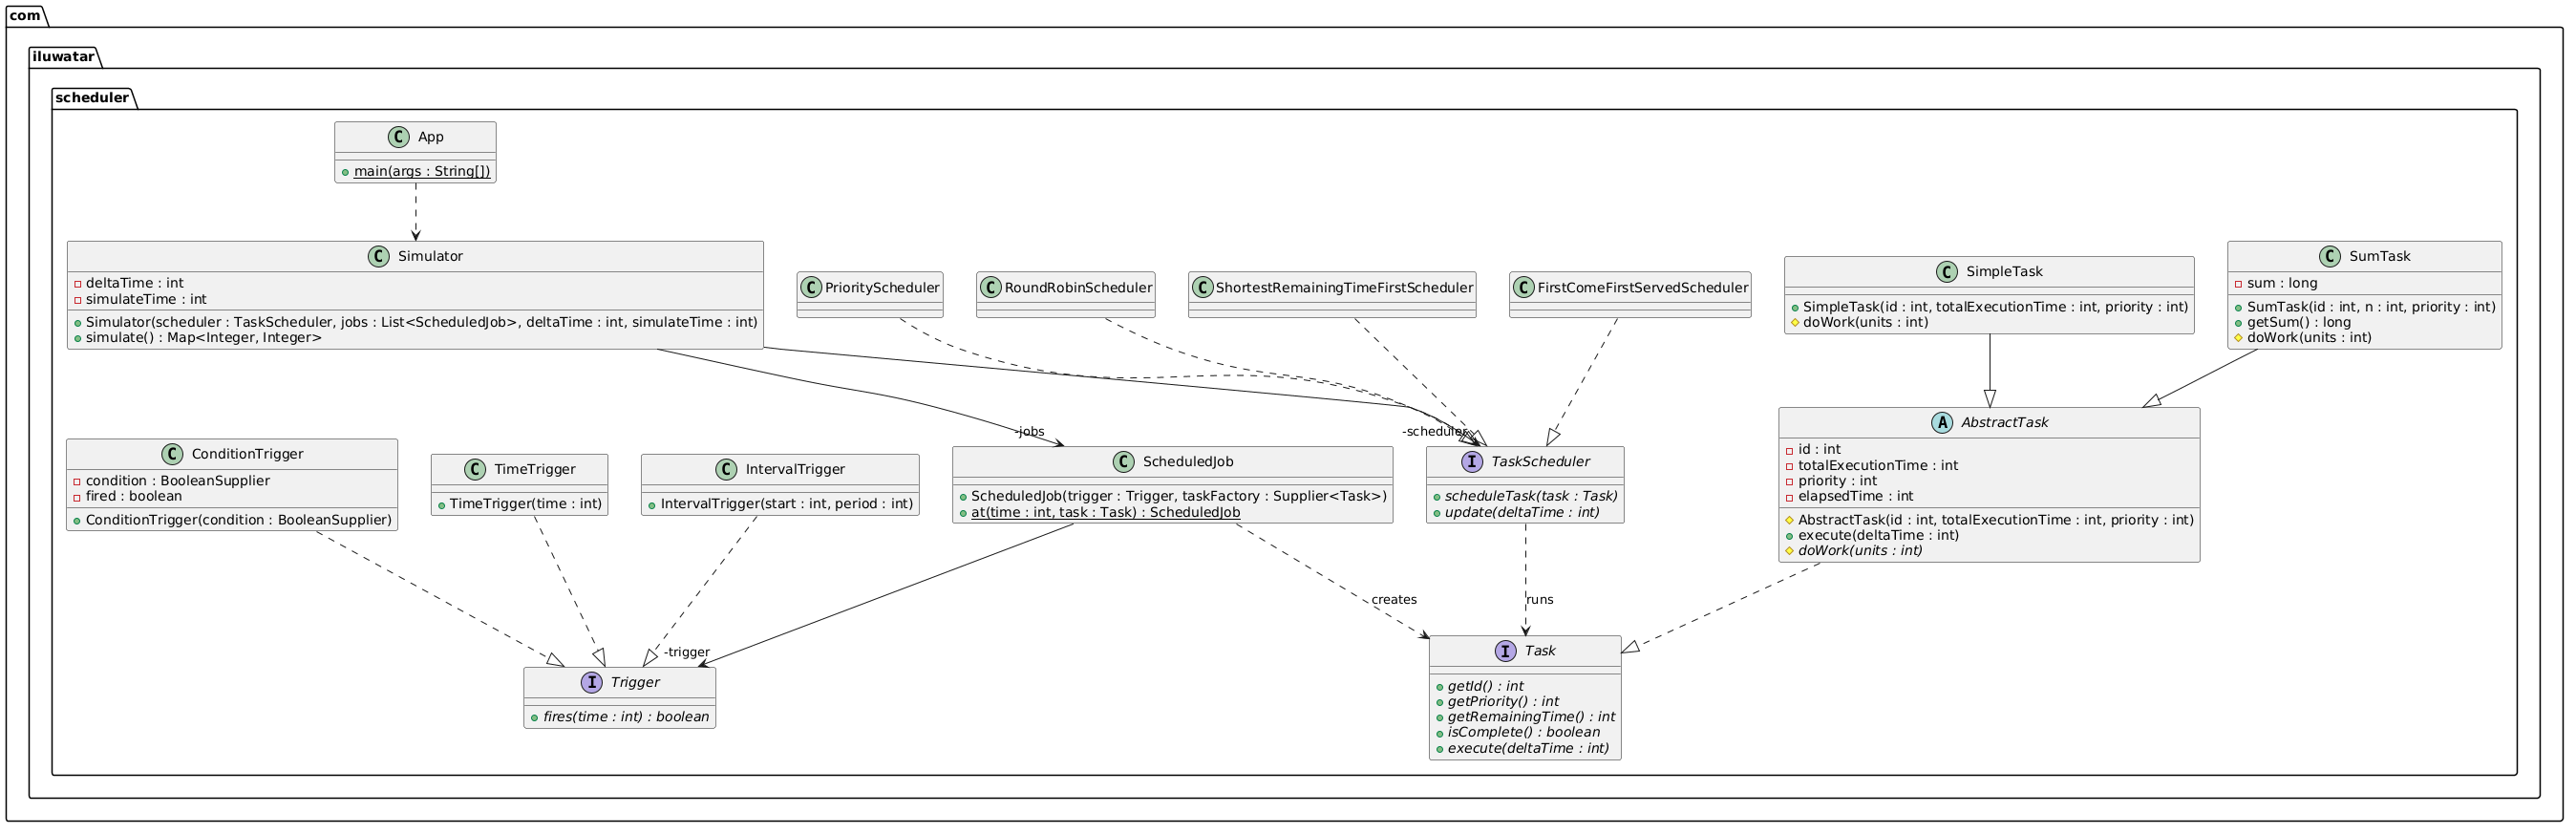 com
iluwatar
scheduler
C App
main(args : String[])
C Simulator
deltaTime : int
simulateTime : int
Simulator(scheduler : TaskScheduler, jobs : List<ScheduledJob>, deltaTime : int, simulateTime : int)
simulate() : Map<Integer, Integer>
C PriorityScheduler
C RoundRobinScheduler
C ShortestRemainingTimeFirstScheduler
C FirstComeFirstServedScheduler
C SimpleTask
SimpleTask(id : int, totalExecutionTime : int, priority : int)
doWork(units : int)
C SumTask
sum : long
SumTask(id : int, n : int, priority : int)
getSum() : long
doWork(units : int)
-jobs
-scheduler
C ConditionTrigger
condition : BooleanSupplier
fired : boolean
ConditionTrigger(condition : BooleanSupplier)
C TimeTrigger
TimeTrigger(time : int)
C IntervalTrigger
IntervalTrigger(start : int, period : int)
C ScheduledJob
ScheduledJob(trigger : Trigger, taskFactory : Supplier<Task>)
at(time : int, task : Task) : ScheduledJob
I TaskScheduler
scheduleTask(task : Task)
update(deltaTime : int)
A AbstractTask
id : int
totalExecutionTime : int
priority : int
elapsedTime : int
AbstractTask(id : int, totalExecutionTime : int, priority : int)
execute(deltaTime : int)
doWork(units : int)
creates
runs
-trigger
I Trigger
fires(time : int) : boolean
I Task
getId() : int
getPriority() : int
getRemainingTime() : int
isComplete() : boolean
execute(deltaTime : int)